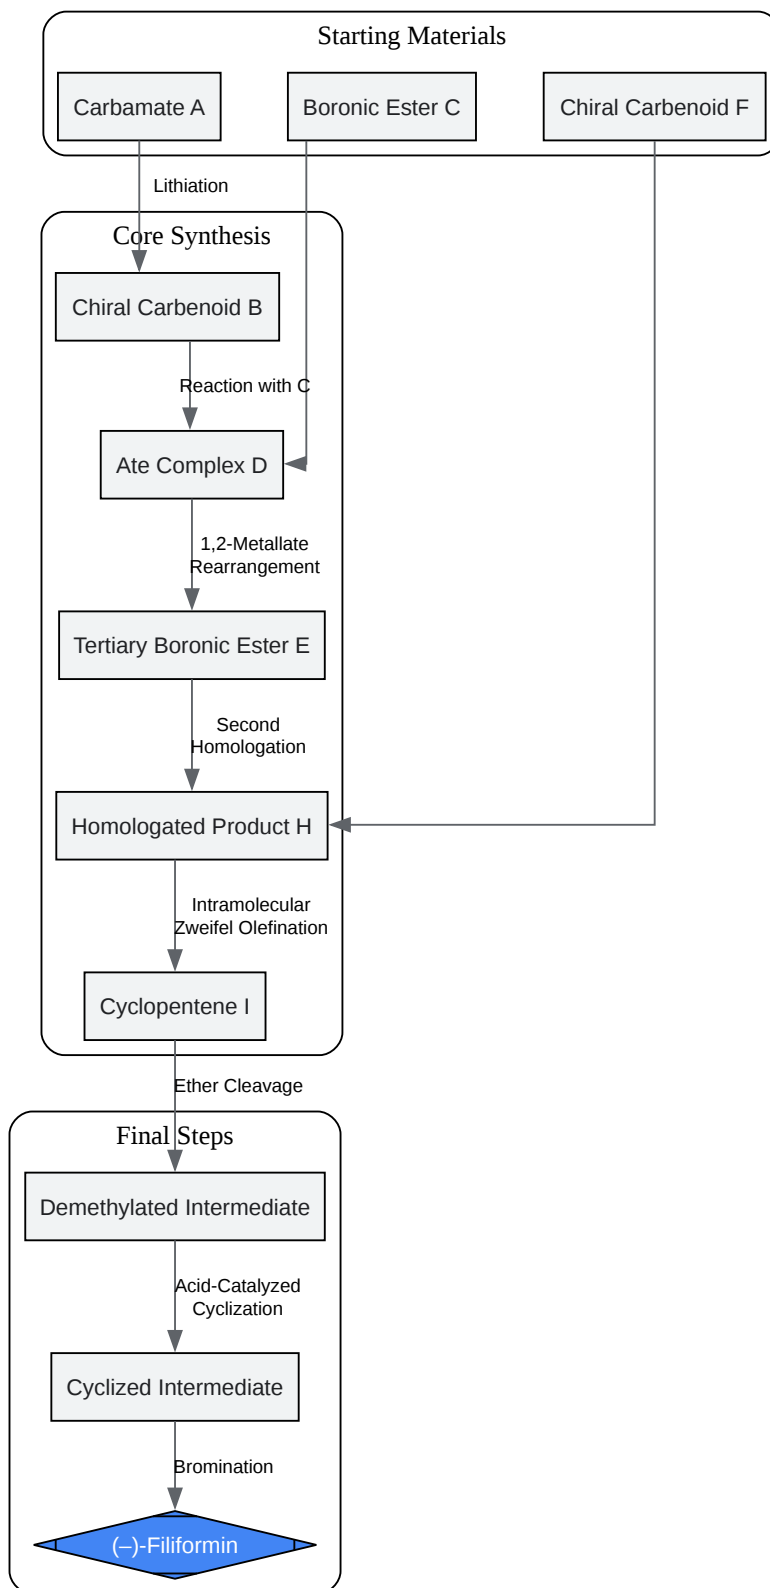 Starting Materials
Carbamate A
Boronic Ester C
Chiral Carbenoid F
Lithiation
Core Synthesis
Chiral Carbenoid B
Reaction with C
Ate Complex D
1,2-Metallate
Rearrangement
Tertiary Boronic Ester E
Second
Homologation
Homologated Product H
Intramolecular
Zweifel Olefination
Cyclopentene I
Ether Cleavage
Final Steps
Demethylated Intermediate
Acid-Catalyzed
Cyclization
Cyclized Intermediate
Bromination
(–)-Filiformin